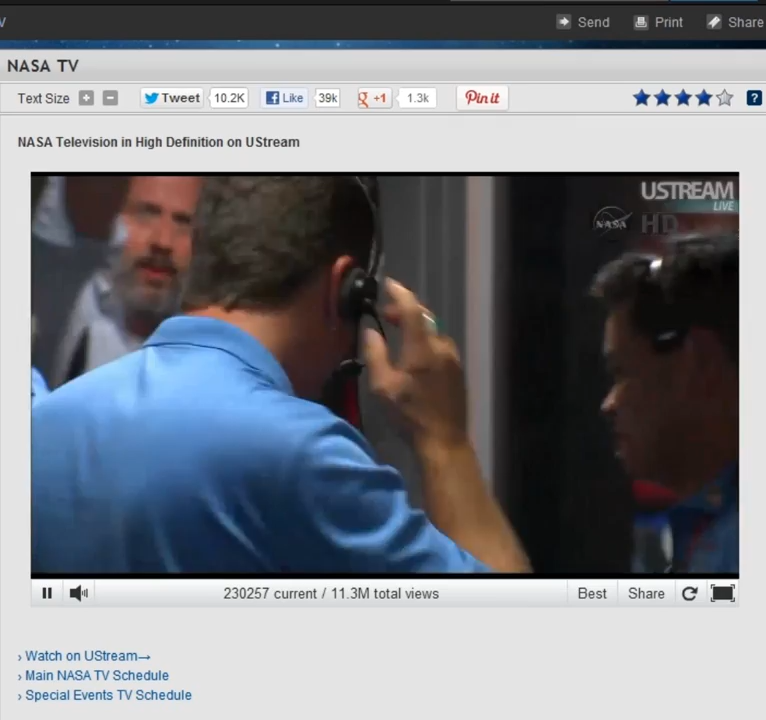 V
Send Print Share
NASA TV
Text Size + - Tweet 10.2K Like 39k g +1 1.3k Pin it ?
NASA Television in High Definition on UStream
USTREAM
LIVE
NASA HD
230257 current / 11.3M total views Best Share
› Watch on UStream→
› Main NASA TV Schedule
› Special Events TV Schedule